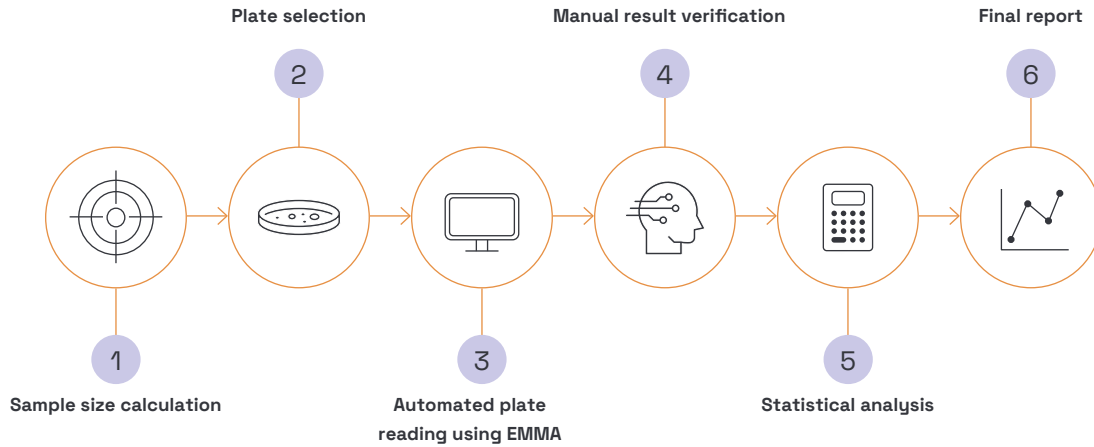 Plate selection
Manual result verification
Final report
2
4
6
1
3
5
Sample size calculation
Automated plate
reading using EMMA
Statistical analysis